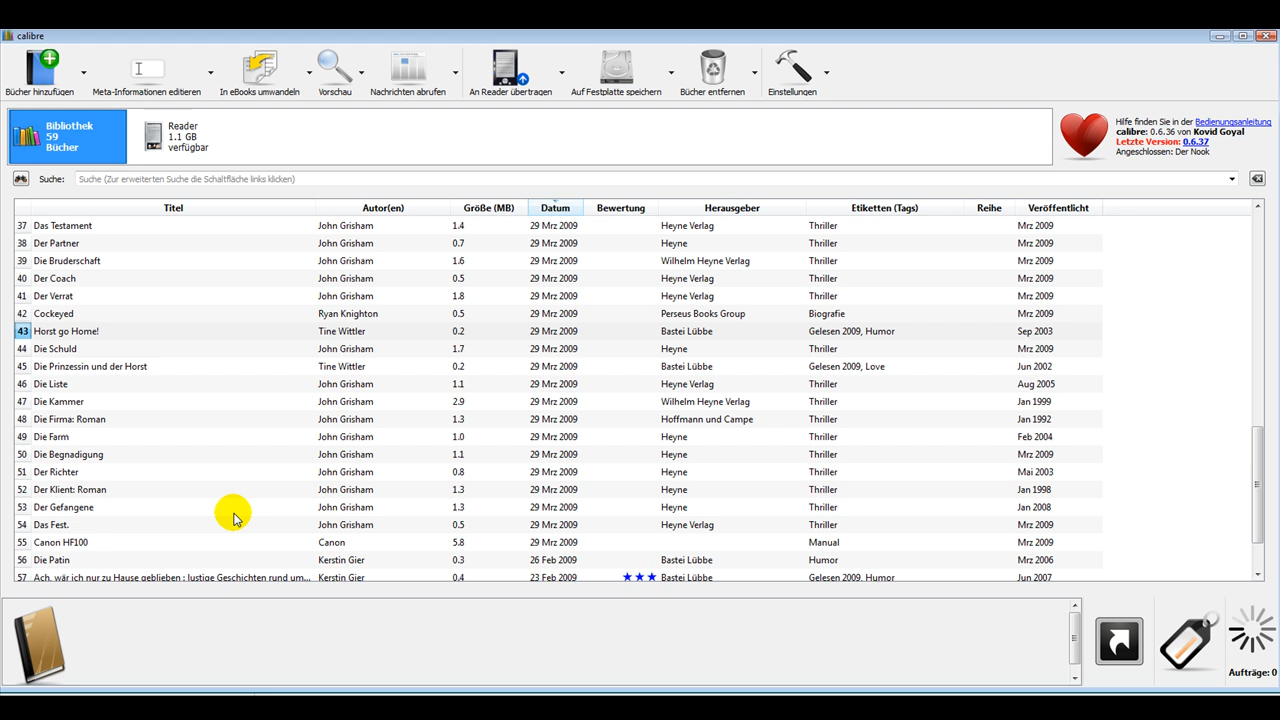 calibre
Bücher hinzufügen
Meta-Informationen editieren
In eBooks umwandeln
Vorschau
Nachrichten abrufen
An Reader übertragen
Auf Festplatte speichern
Bücher entfernen
Einstellungen
Bibliothek
59
Bücher
Reader
1.1 GB
verfügbar
Hilfe finden Sie in der Bedienungsanleitung
calibre: 0.6.36 von Kovid Goyal
Letzte Version: 0.6.37
Angeschlossen: Der Nook
Suche: Suche (Zur erweiterten Suche die Schaltfläche links klicken)
Titel Autor(en) Größe (MB) Datum Bewertung Herausgeber Etiketten (Tags) Reihe Veröffentlicht
37 Das Testament John Grisham 1.4 29 Mrz 2009 Heyne Verlag Thriller Mrz 2009
38 Der Partner John Grisham 0.7 29 Mrz 2009 Heyne Thriller Mrz 2009
39 Die Bruderschaft John Grisham 1.6 29 Mrz 2009 Wilhelm Heyne Verlag Thriller Mrz 2009
40 Der Coach John Grisham 0.5 29 Mrz 2009 Heyne Verlag Thriller Mrz 2009
41 Der Verrat John Grisham 1.8 29 Mrz 2009 Heyne Verlag Thriller Mrz 2009
42 Cockeyed Ryan Knighton 0.5 29 Mrz 2009 Perseus Books Group Biografie Mrz 2009
43 Horst go Home! Tine Wittler 0.2 29 Mrz 2009 Bastei Lübbe Gelesen 2009, Humor Sep 2003
44 Die Schuld John Grisham 1.7 29 Mrz 2009 Heyne Thriller Mrz 2009
45 Die Prinzessin und der Horst Tine Wittler 0.2 29 Mrz 2009 Bastei Lübbe Gelesen 2009, Love Jun 2002
46 Die Liste John Grisham 1.1 29 Mrz 2009 Heyne Verlag Thriller Aug 2005
47 Die Kammer John Grisham 2.9 29 Mrz 2009 Wilhelm Heyne Verlag Thriller Jan 1999
48 Die Firma: Roman John Grisham 1.3 29 Mrz 2009 Hoffmann und Campe Thriller Jan 1992
49 Die Farm John Grisham 1.0 29 Mrz 2009 Heyne Thriller Feb 2004
50 Die Begnadigung John Grisham 1.1 29 Mrz 2009 Heyne Thriller Mrz 2009
51 Der Richter John Grisham 0.8 29 Mrz 2009 Heyne Thriller Mai 2003
52 Der Klient: Roman John Grisham 1.3 29 Mrz 2009 Heyne Thriller Jan 1998
53 Der Gefangene John Grisham 1.3 29 Mrz 2009 Heyne Thriller Jan 2008
54 Das Fest. John Grisham 0.5 29 Mrz 2009 Heyne Verlag Thriller Mrz 2009
55 Canon HF100 Canon 5.8 29 Mrz 2009 Manual Mrz 2009
56 Die Patin Kerstin Gier 0.3 26 Feb 2009 Bastei Lübbe Humor Mrz 2006
57 Ach, wär ich nur zu Hause geblieben : lustige Geschichten rund um... Kerstin Gier 0.4 23 Feb 2009 ★★★ Bastei Lübbe Gelesen 2009, Humor Jun 2007
Aufträge: 0